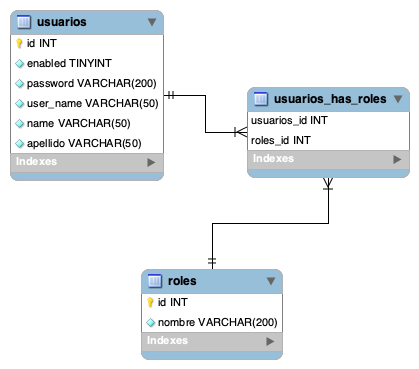 usuarios
id INT
enabled TINYINT
password VARCHAR(200)
user_name VARCHAR(50)
name VARCHAR(50)
apellido VARCHAR(50)
Indexes
usuarios_has_roles
usuarios_id INT
roles_id INT
Indexes
roles
id INT
nombre VARCHAR(200)
Indexes